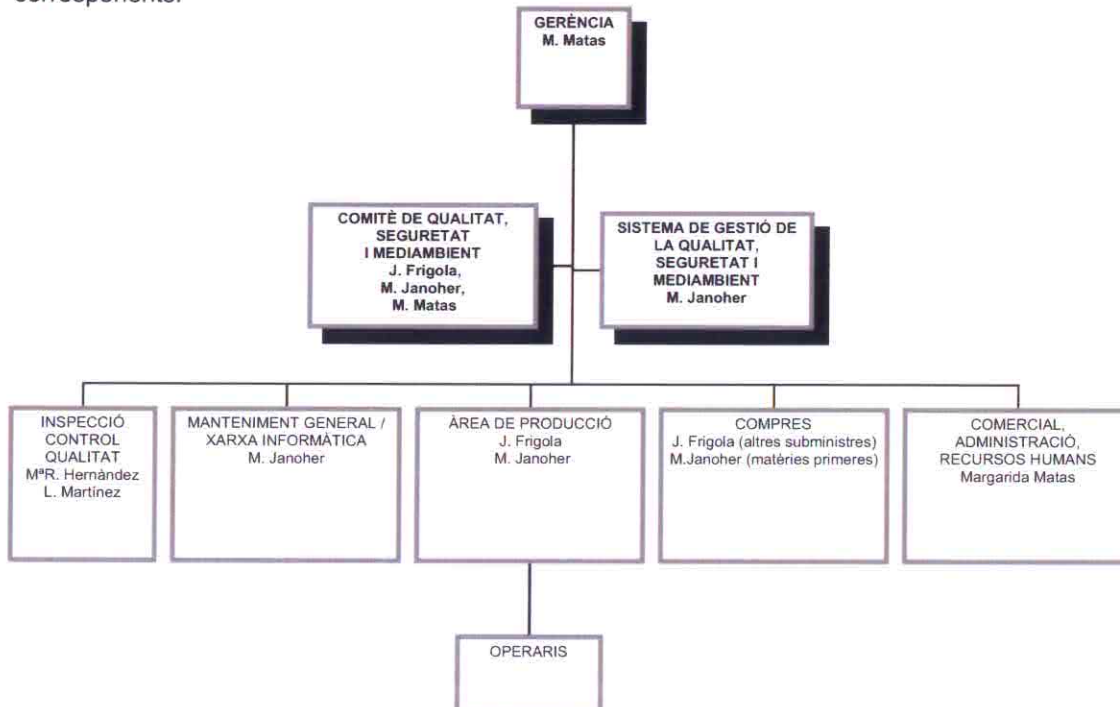 GERÈNCIA
M. Matas
COMITÈ DE QUALITAT,
SEGURETAT
I MEDIAMBIENT
J. Frigola,
M. Janoher,
M. Matas
SISTEMA DE GESTIÓ DE
LA QUALITAT,
SEGURETAT I
MEDIAMBIENT
M. Janoher
INSPECCIÓ
CONTROL
QUALITAT
MªR. Hernàndez
L. Martínez
MANTENIMENT GENERAL /
XARXA INFORMÀTICA
M. Janoher
ÀREA DE PRODUCCIÓ
J. Frigola
M. Janoher
COMPRES
J. Frigola (altres subministres)
M.Janoher (matèries primeres)
COMERCIAL,
ADMINISTRACIÓ,
RECURSOS HUMANS
Margarida Matas
OPERARIS